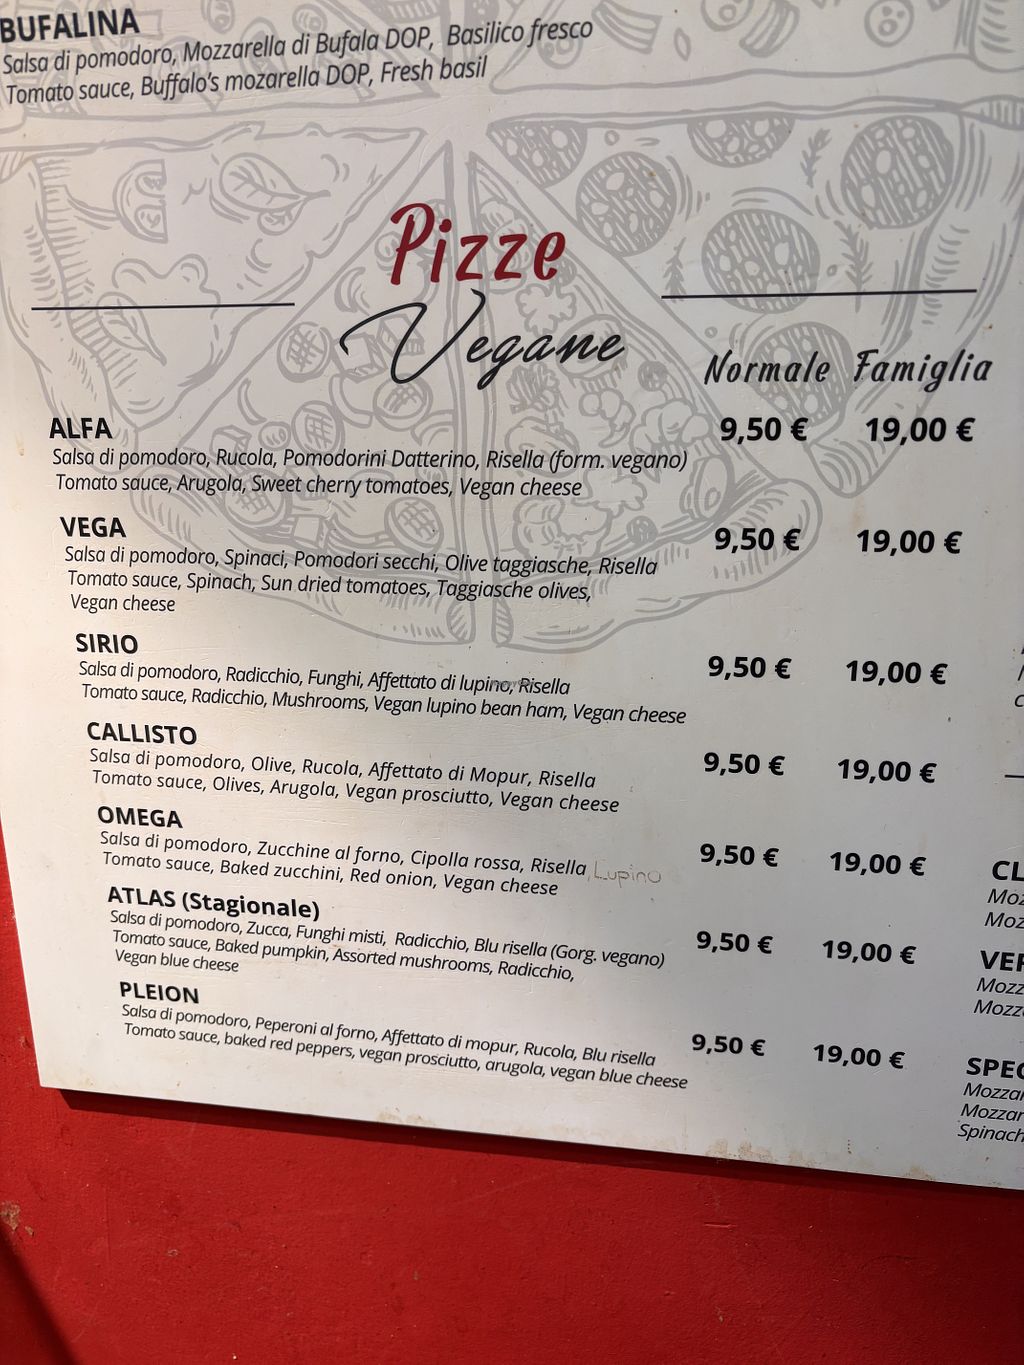 BUFALINA
Salsa di pomodoro, Mozzarella di Bufala DOP, Basilico fresco
Tomato sauce, Buffalo's mozarella DOP, Fresh basil
Pizze
Vegane
Normale Famiglia
ALFA 9,50 € 19,00 €
Salsa di pomodoro, Rucola, Pomodorini Datterino, Risella (form. vegano)
Tomato sauce, Arugola, Sweet cherry tomatoes, Vegan cheese
VEGA 9,50 € 19,00 €
Salsa di pomodoro, Spinaci, Pomodori secchi, Olive taggiasche, Risella
Tomato sauce, Spinach, Sun dried tomatoes, Taggiasche olives,
Vegan cheese
SIRIO 9,50 € 19,00 €
Salsa di pomodoro, Radicchio, Funghi, Affettato di lupino, Risella
Tomato sauce, Radicchio, Mushrooms, Vegan lupino bean ham, Vegan cheese
CALLISTO 9,50 € 19,00 €
Salsa di pomodoro, Olive, Rucola, Affettato di Mopur, Risella
Tomato sauce, Olives, Arugola, Vegan prosciutto, Vegan cheese
OMEGA 9,50 € 19,00 €
Salsa di pomodoro, Zucchine al forno, Cipolla rossa, Risella, Lupino
Tomato sauce, Baked zucchini, Red onion, Vegan cheese
ATLAS (Stagionale) 9,50 € 19,00 €
Salsa di pomodoro, Zucca, Funghi misti, Radicchio, Blu risella (Gorg. vegano)
Tomato sauce, Baked pumpkin, Assorted mushrooms, Radicchio,
Vegan blue cheese
PLEION 9,50 € 19,00 €
Salsa di pomodoro, Peperoni al forno, Affettato di mopur, Rucola, Blu risella
Tomato sauce, baked red peppers, vegan prosciutto, arugola, vegan blue cheese
CL
Moz
Moz
VER
Mozz
Mozz
SPEC
Mozzar
Mozzar
Spinach